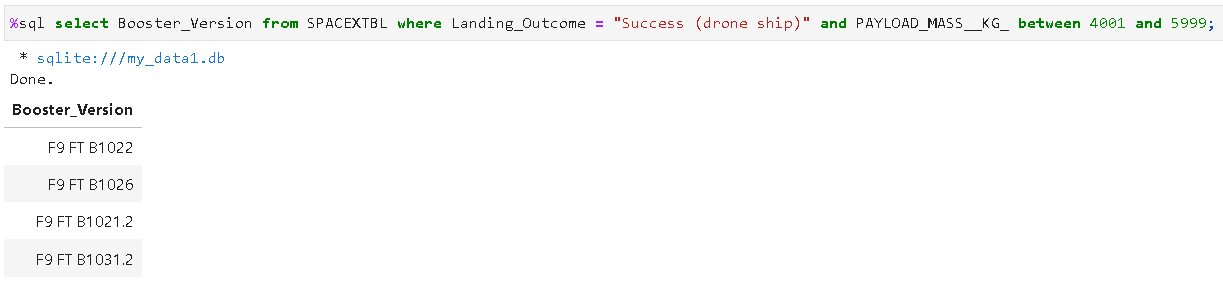 %sql select Booster_Version from SPACEXTBL where Landing_Outcome = "Success (drone ship)" and PAYLOAD_MASS__KG_ between 4001 and 5999;
* sqlite:///my_data1.db
Done.
Booster_Version
F9 FT B1022
F9 FT B1026
F9 FT B1021.2
F9 FT B1031.2